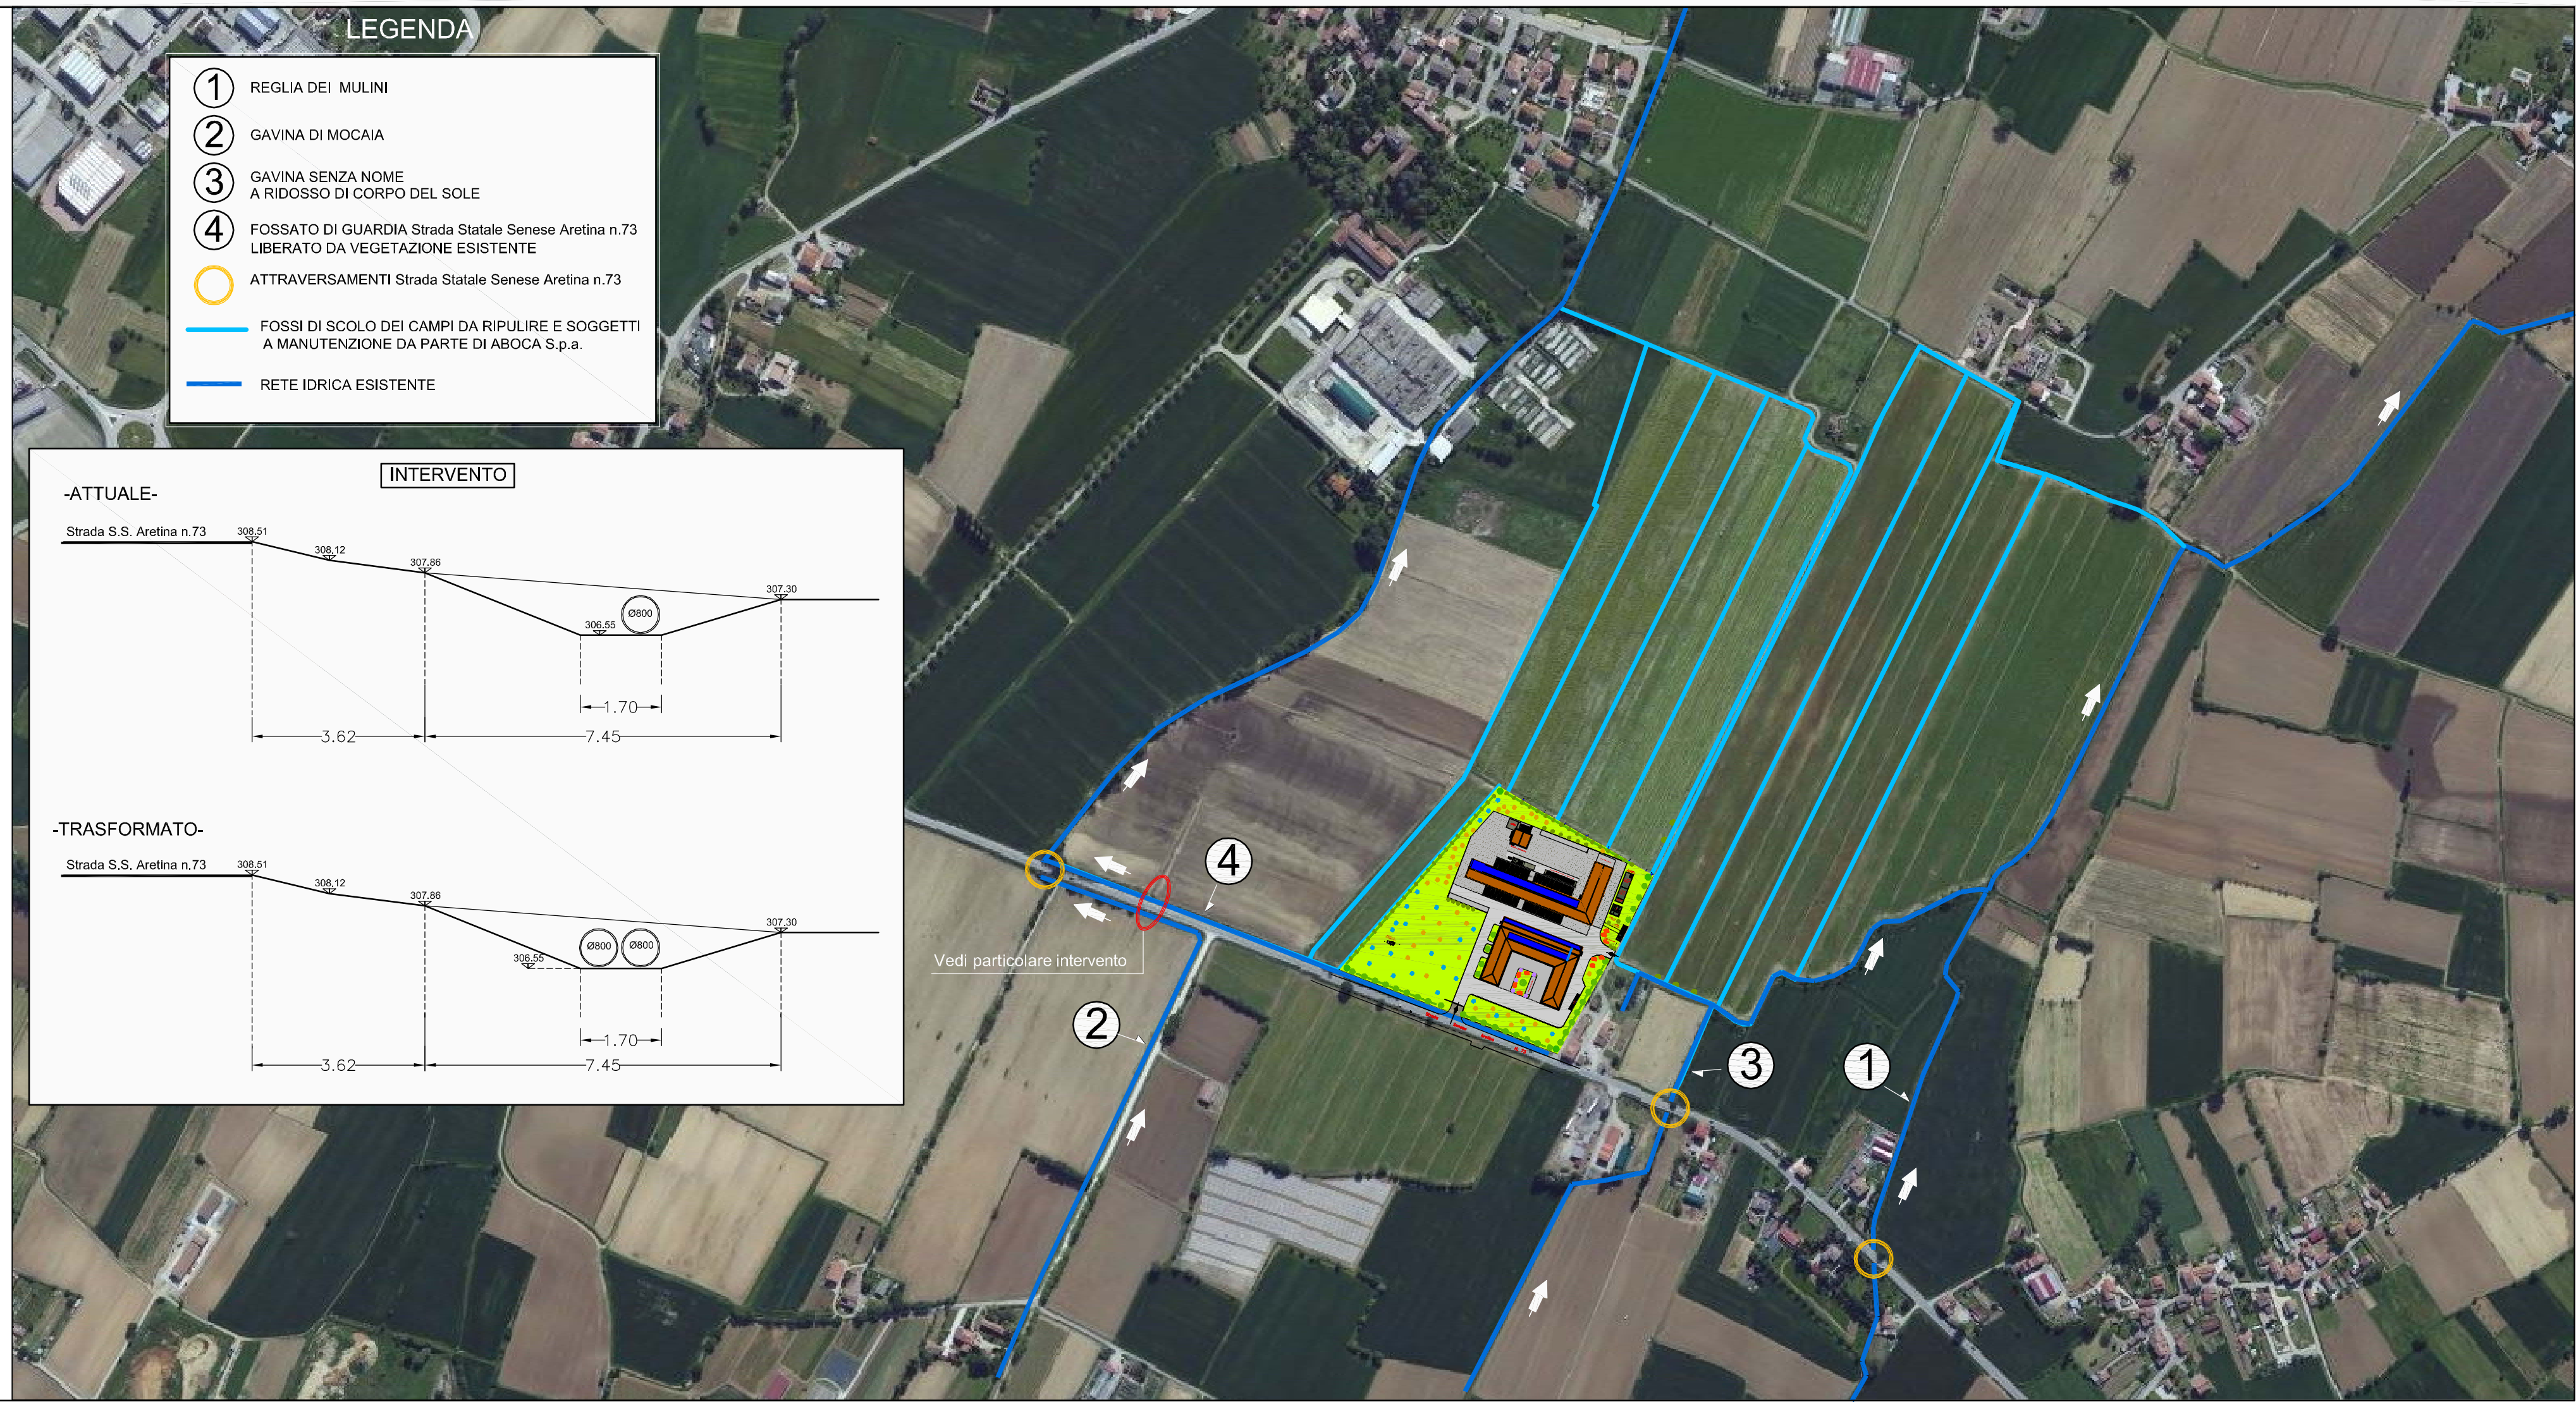 LEGENDA
1 REGLIA DEI MULINI
2 GAVINA DI MOCAIA
3 GAVINA SENZA NOME
A RIDOSSO DI CORPO DEL SOLE
4 FOSSATO DI GUARDIA Strada Statale Senese Aretina n.73
LIBERATO DA VEGETAZIONE ESISTENTE
ATTRAVERSAMENTI Strada Statale Senese Aretina n.73
FOSSI DI SCOLO DEI CAMPI DA RIPULIRE E SOGGETTI
A MANUTENZIONE DA PARTE DI ABOCA S.p.a.
RETE IDRICA ESISTENTE
INTERVENTO
-ATTUALE-
Strada S.S. Aretina n.73
308.51
308.12
307.86
307.30
Ø800
306.55
1.70
3.62
7.45
-TRASFORMATO-
Strada S.S. Aretina n.73
308.51
308.12
307.86
307.30
Ø800
Ø800
306.55
1.70
3.62
7.45
4
Vedi particolare intervento
2
3
1